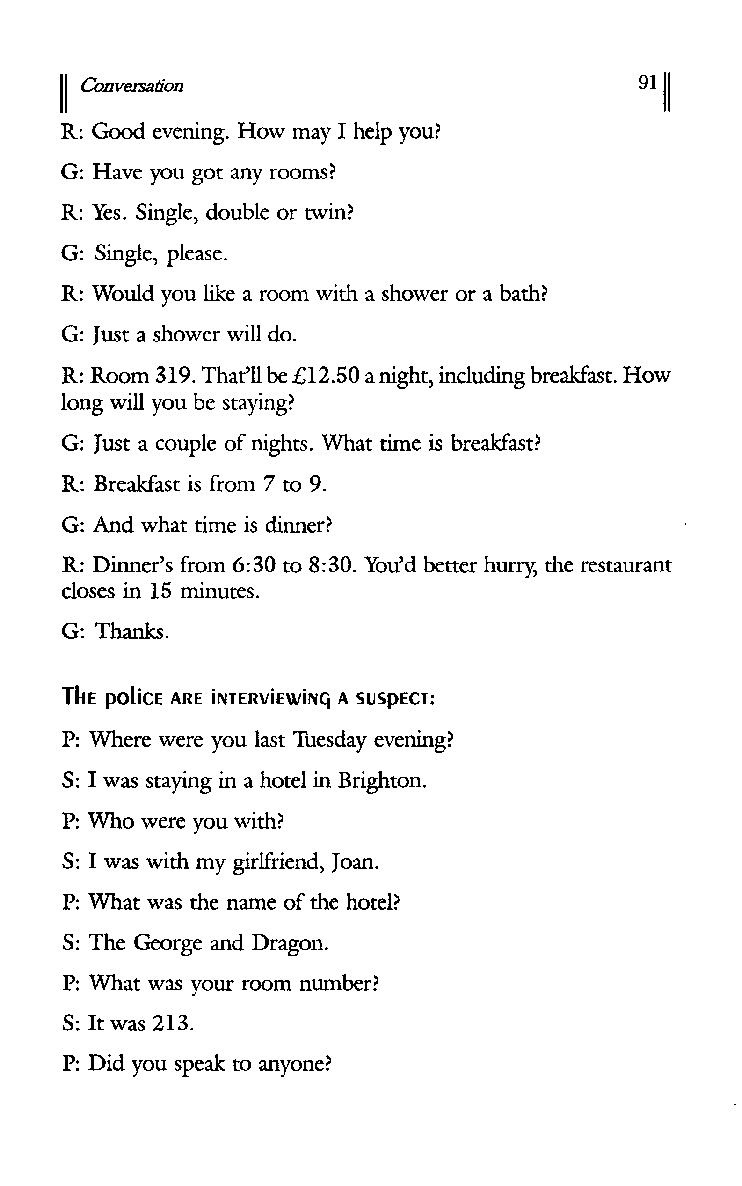 Conversation 91
R: Good evening. How may I help you?
G: Have you got any rooms?
R: Yes. Single, double or twin?
G: Single, please.
R: Would you like a room with a shower or a bath?
G: Just a shower will do.
R: Room 319. That'll be £12.50 a night, including breakfast. How
long will you be staying?
G: Just a couple of nights. What time is breakfast?
R: Breakfast is from 7 to 9.
G: And what time is dinner?
R: Dinner's from 6:30 to 8:30. You'd better hurry, the restaurant
closes in 15 minutes.
G: Thanks.
The police are interviewing a suspect:
P: Where were you last Tuesday evening?
S: I was staying in a hotel in Brighton.
P: Who were you with?
S: I was with my girlfriend, Joan.
P: What was the name of the hotel?
S: The George and Dragon.
P: What was your room number?
S: It was 213.
P: Did you speak to anyone?